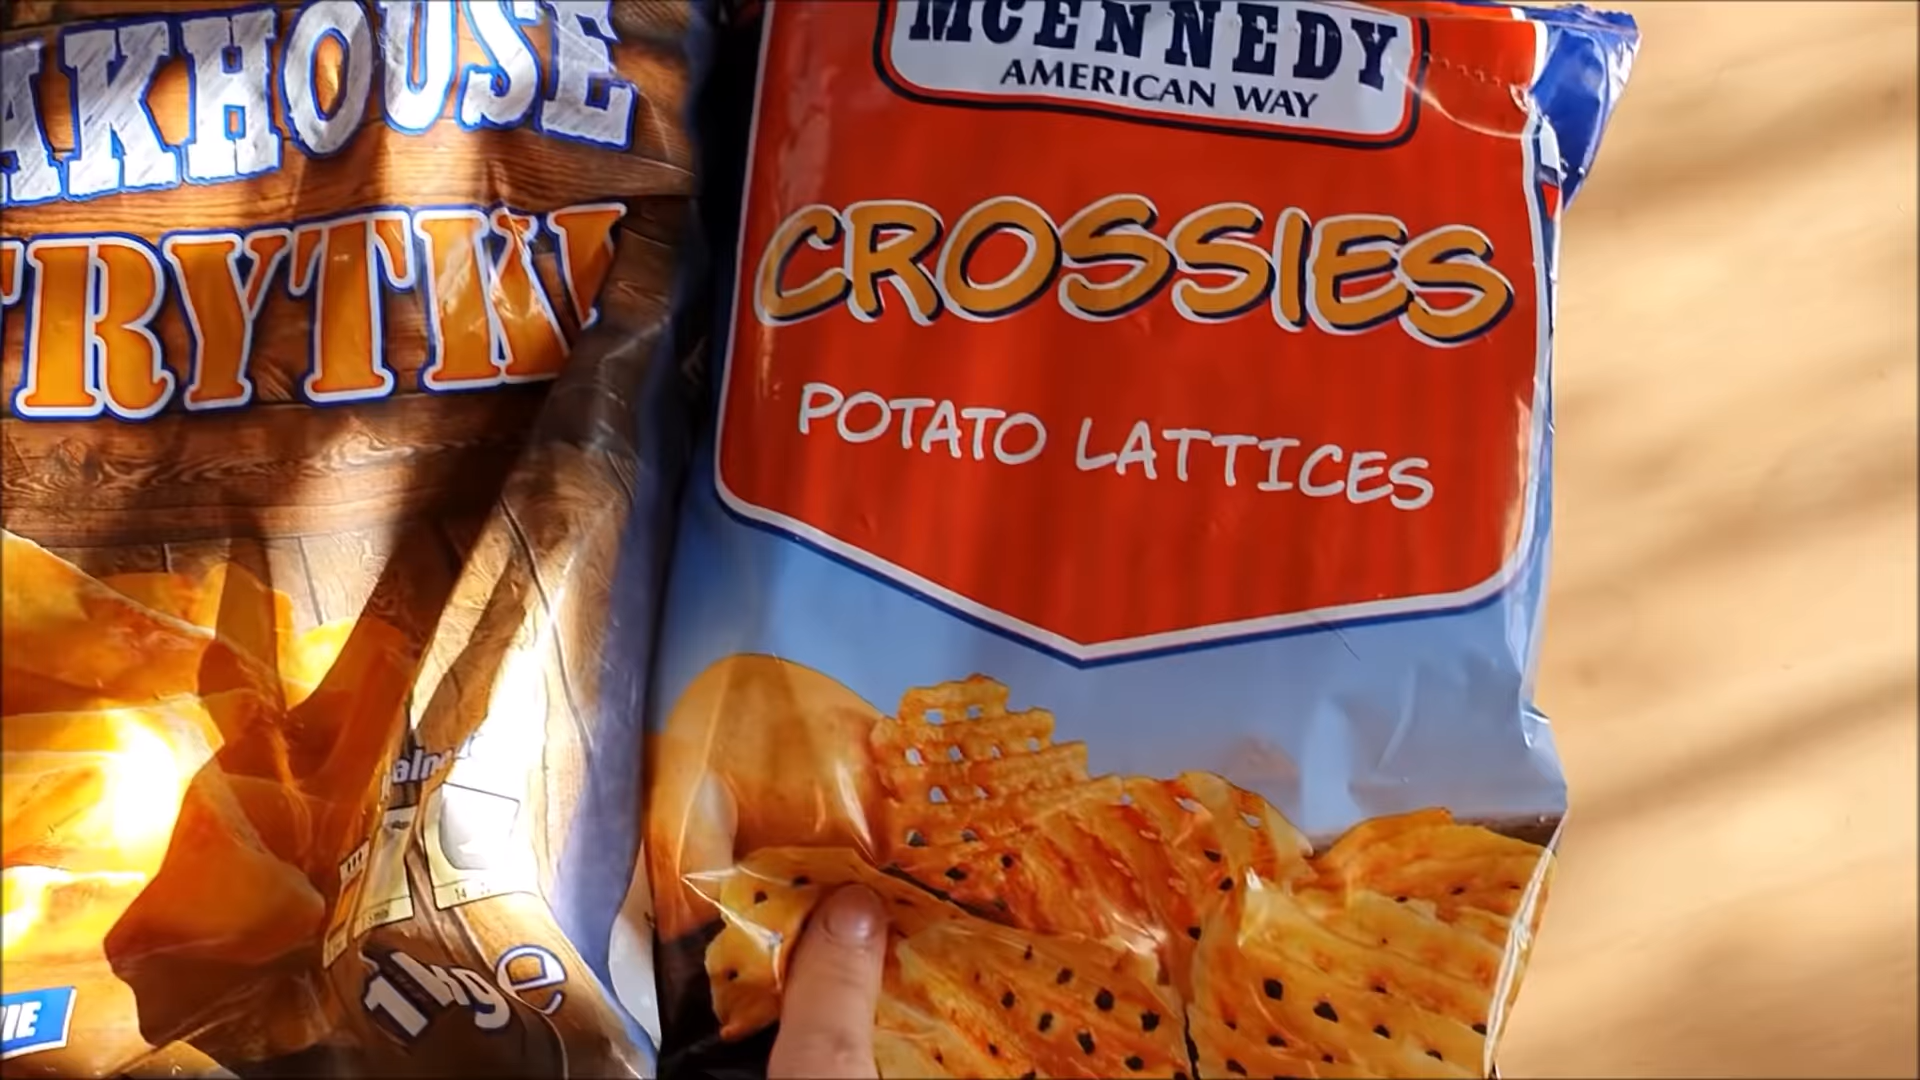 AKHOUSE
FRYTKI
1kg e
MCENNEDY
AMERICAN WAY
CROSSIES
POTATO LATTICES